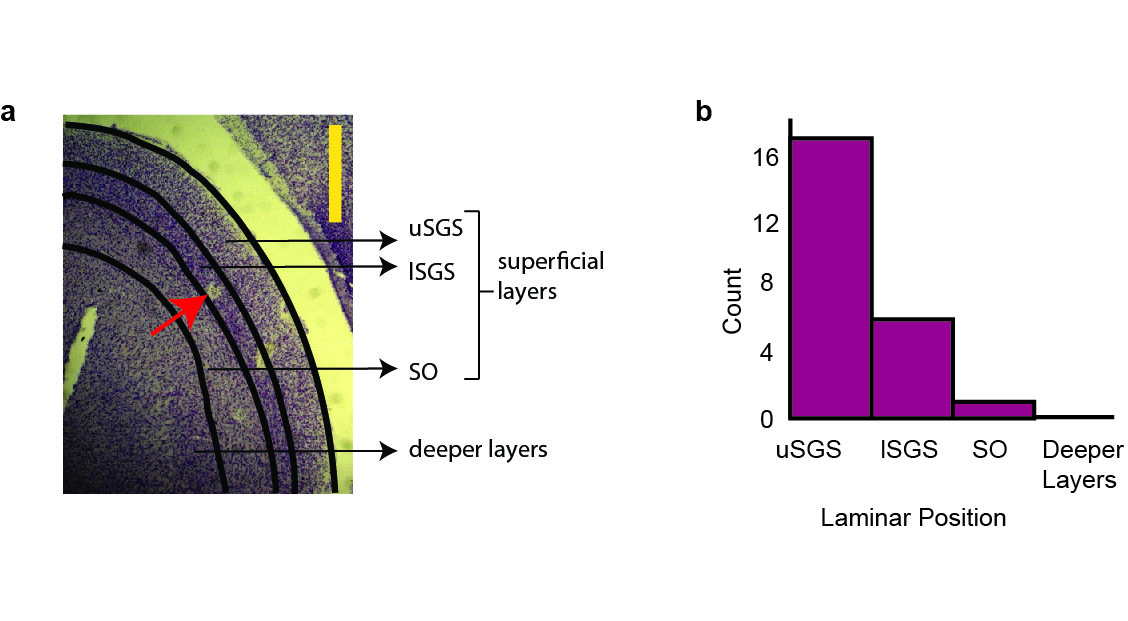 a
uSGS
lSGS
superficial
layers
SO
deeper layers
b
16
12
8
4
0
Count
uSGS
lSGS
SO
Deeper
Layers
Laminar Position